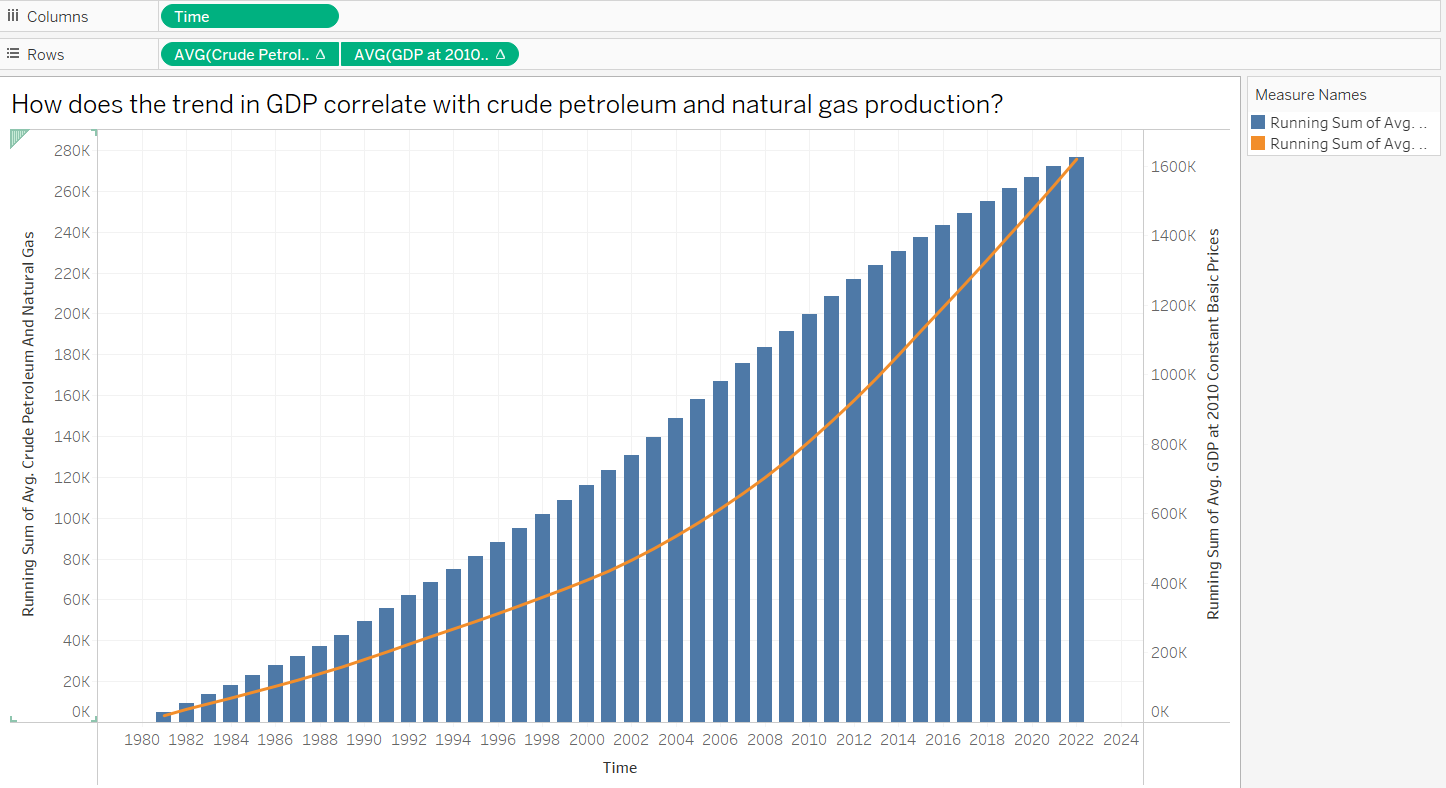 Columns
Time
Rows
AVG(Crude Petrol.. Δ
AVG(GDP at 2010.. Δ
How does the trend in GDP correlate with crude petroleum and natural gas production?
Measure Names
Running Sum of Avg. ..
Running Sum of Avg. ..
Running Sum of Avg. Crude Petroleum And Natural Gas
280K
260K
240K
220K
200K
180K
160K
140K
120K
100K
80K
60K
40K
20K
0K
1600K
1400K
1200K
1000K
800K
600K
400K
200K
0K
Running Sum of Avg. GDP at 2010 Constant Basic Prices
1980 1982 1984 1986 1988 1990 1992 1994 1996 1998 2000 2002 2004 2006 2008 2010 2012 2014 2016 2018 2020 2022 2024
Time